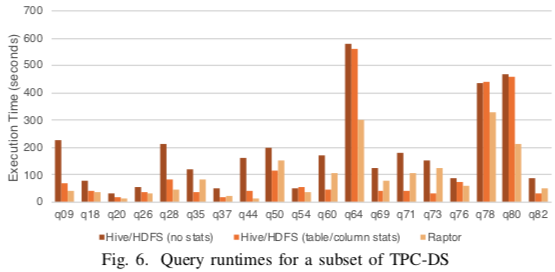 700
600
500
400
300
200
100
0
Execution Time (seconds)
q09 q18 q20 q26 q28 q35 q37 q44 q50 q54 q60 q64 q69 q71 q73 q76 q78 q80 q82
Hive/HDFS (no stats) Hive/HDFS (table/column stats) Raptor
Fig. 6. Query runtimes for a subset of TPC-DS